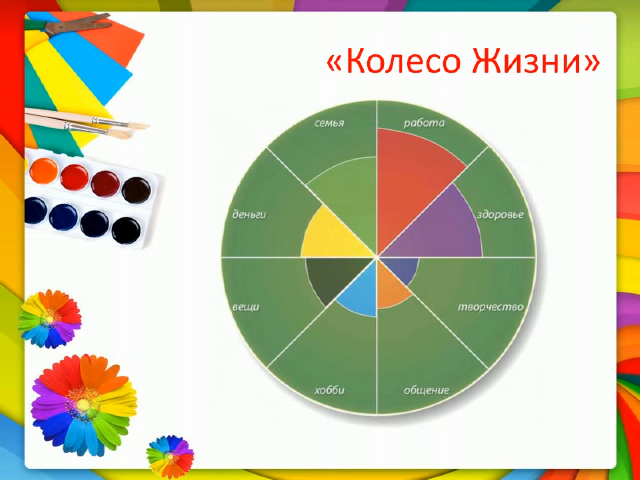 «Колесо Жизни»
семья
работа
деньги
здоровье
вещи
творчество
хобби
общение